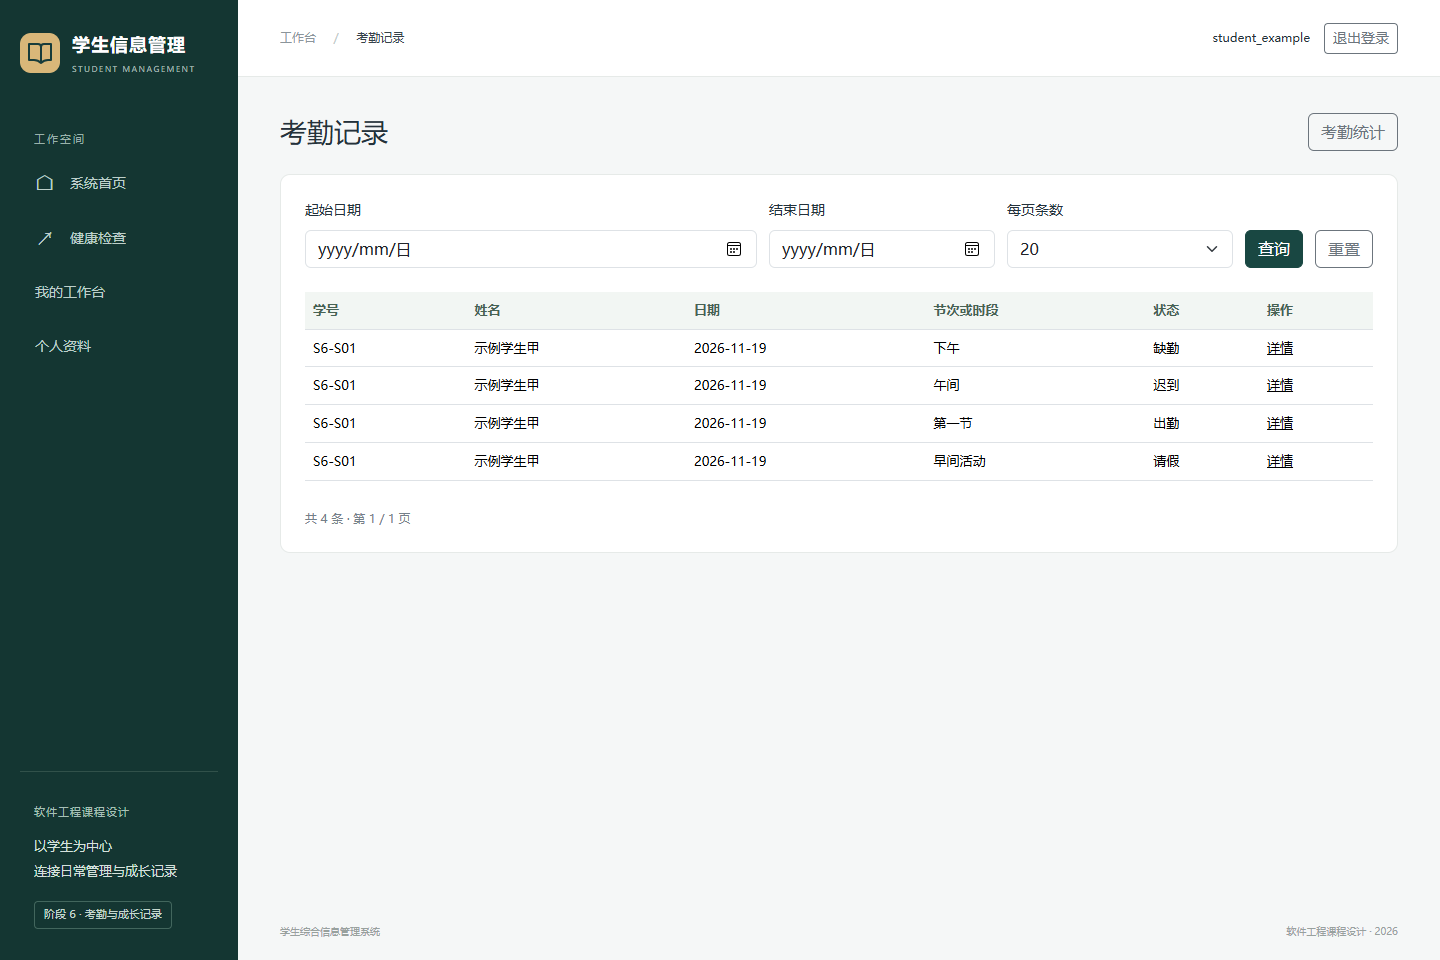 学生信息管理
STUDENT MANAGEMENT
工作空间
系统首页
健康检查
我的工作台
个人资料
软件工程课程设计
以学生为中心
连接日常管理与成长记录
阶段 6 · 考勤与成长记录
工作台 / 考勤记录
student_example 退出登录
考勤记录
考勤统计
起始日期 结束日期 每页条数
yyyy/mm/日 yyyy/mm/日 20 查询 重置
学号 姓名 日期 节次或时段 状态 操作
S6-S01 示例学生甲 2026-11-19 下午 缺勤 详情
S6-S01 示例学生甲 2026-11-19 午间 迟到 详情
S6-S01 示例学生甲 2026-11-19 第一节 出勤 详情
S6-S01 示例学生甲 2026-11-19 早间活动 请假 详情
共 4 条 · 第 1 / 1 页
学生综合信息管理系统
软件工程课程设计 · 2026